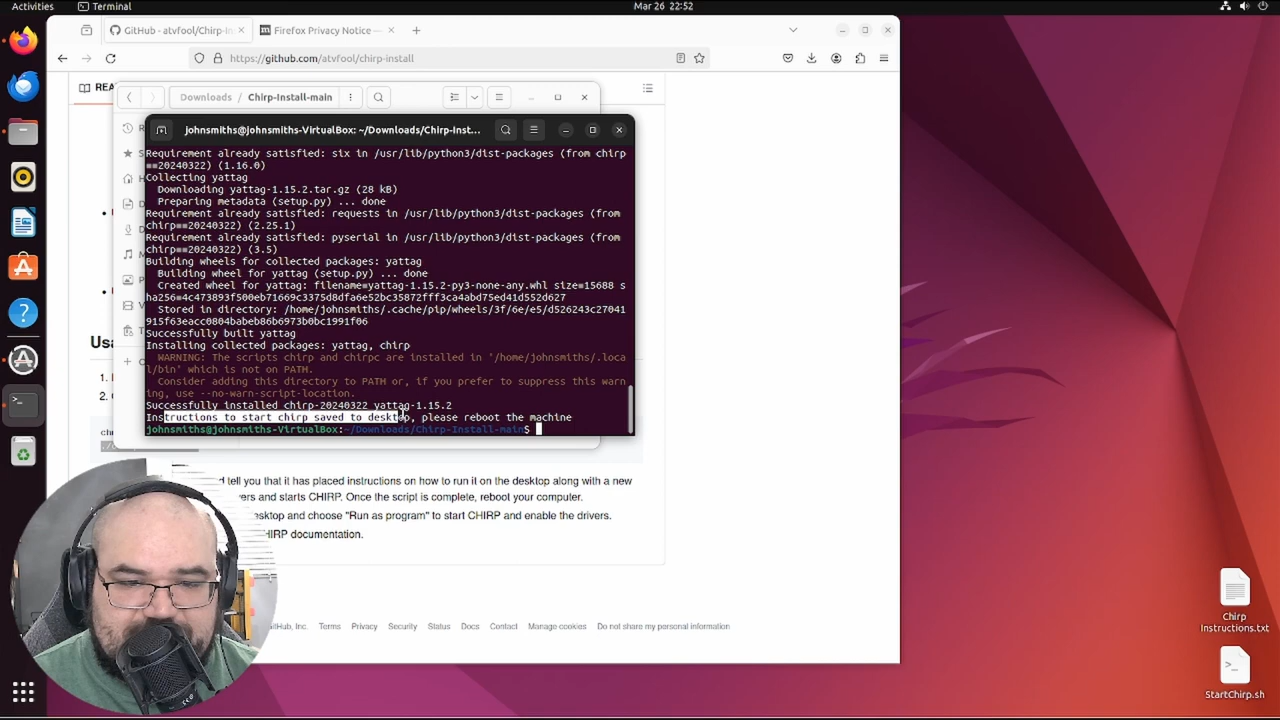 Activities
Terminal
Mar 26 22:52
GitHub - atvfool/Chirp-In
Firefox Privacy Notice —
https://github.com/atvfool/chirp-install
Downloads / Chirp-Install-main
johnsmiths@johnsmiths-VirtualBox: ~/Downloads/Chirp-Inst...
Requirement already satisfied: six in /usr/lib/python3/dist-packages (from chirp
==20240322) (1.16.0)
Collecting yattag
Downloading yattag-1.15.2.tar.gz (28 kB)
Preparing metadata (setup.py) ... done
Requirement already satisfied: requests in /usr/lib/python3/dist-packages (from
chirp==20240322) (2.25.1)
Requirement already satisfied: pyserial in /usr/lib/python3/dist-packages (from
chirp==20240322) (3.5)
Building wheels for collected packages: yattag
Building wheel for yattag (setup.py) ... done
Created wheel for yattag: filename=yattag-1.15.2-py3-none-any.whl size=15688 s
ha256=4c473893f500eb71669c3375d8dfa6e52bc35872fff3ca4abd75ed41d552d627
Stored in directory: /home/johnsmiths/.cache/pip/wheels/3f/6e/e5/d526243c27041
915f63eacc0804babeb86b6973b0bc1991f06
Successfully built yattag
Installing collected packages: yattag, chirp
WARNING: The scripts chirp and chirpc are installed in '/home/johnsmiths/.loca
l/bin' which is not on PATH.
Consider adding this directory to PATH or, if you prefer to suppress this warn
ing, use --no-warn-script-location.
Successfully installed chirp-20240322 yattag-1.15.2
Instructions to start chirp saved to desktop, please reboot the machine
johnsmiths@johnsmiths-VirtualBox:~/Downloads/Chirp-Install-main$
d tell you that it has placed instructions on how to run it on the desktop along with a new
vers and starts CHIRP. Once the script is complete, reboot your computer.
esktop and choose "Run as program" to start CHIRP and enable the drivers.
HIRP documentation.
GitHub, Inc. Terms Privacy Security Status Docs Contact Manage cookies Do not share my personal information
Chirp
Instructions.txt
StartChirp.sh